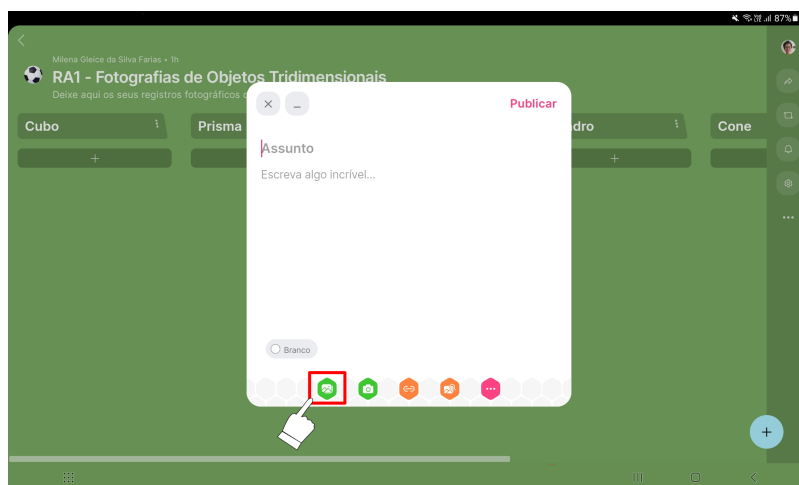 87%
Milena Gleice da Silva Farias • 1h
RA1 - Fotografias de Objetos Tridimensionais
Deixe aqui os seus registros fotográficos
Publicar
Cubo
Prisma
dro
Cone
Assunto
Escreva algo incrível...
Branco